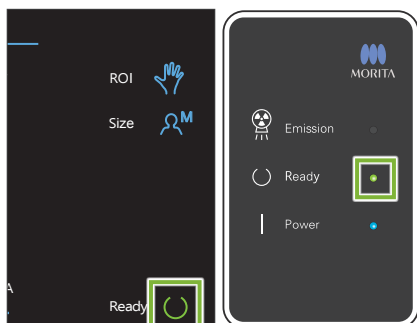 ROI
Size
M
A
Ready
MORITA
Emission
Ready
Power